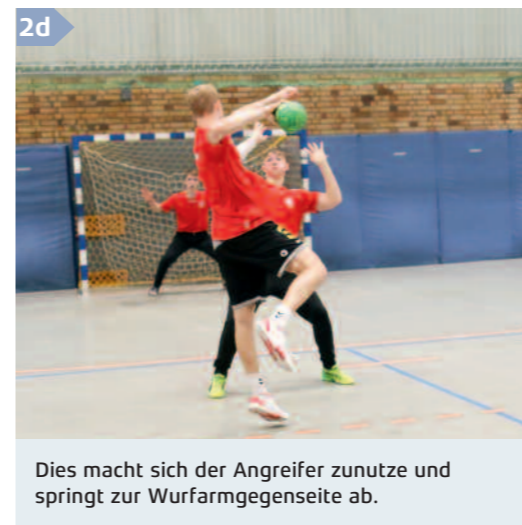 2d
Dies macht sich der Angreifer zunutze und
springt zur Wurfarmgegenseite ab.